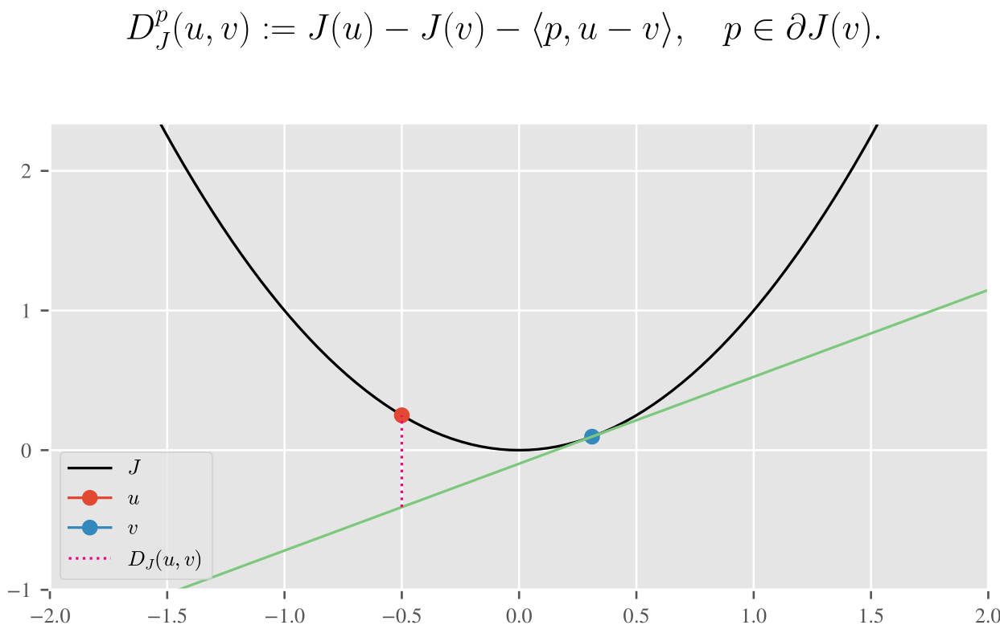 D_J^p(u, v) := J(u) − J(v) − ⟨p, u − v⟩, p ∈ ∂J(v).
2
1
0
−1
J
u
v
D_J(u, v)
−2.0 −1.5 −1.0 −0.5 0.0 0.5 1.0 1.5 2.0